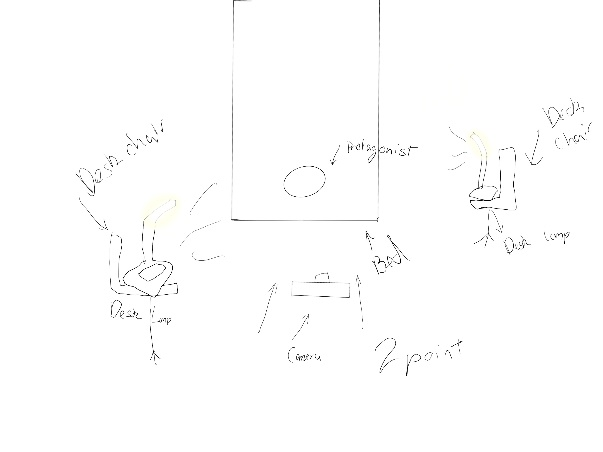 Desk chair
Protagonist
Desk
chair
Desk lamp
Bed
Desk Lamp
Camera
2 point